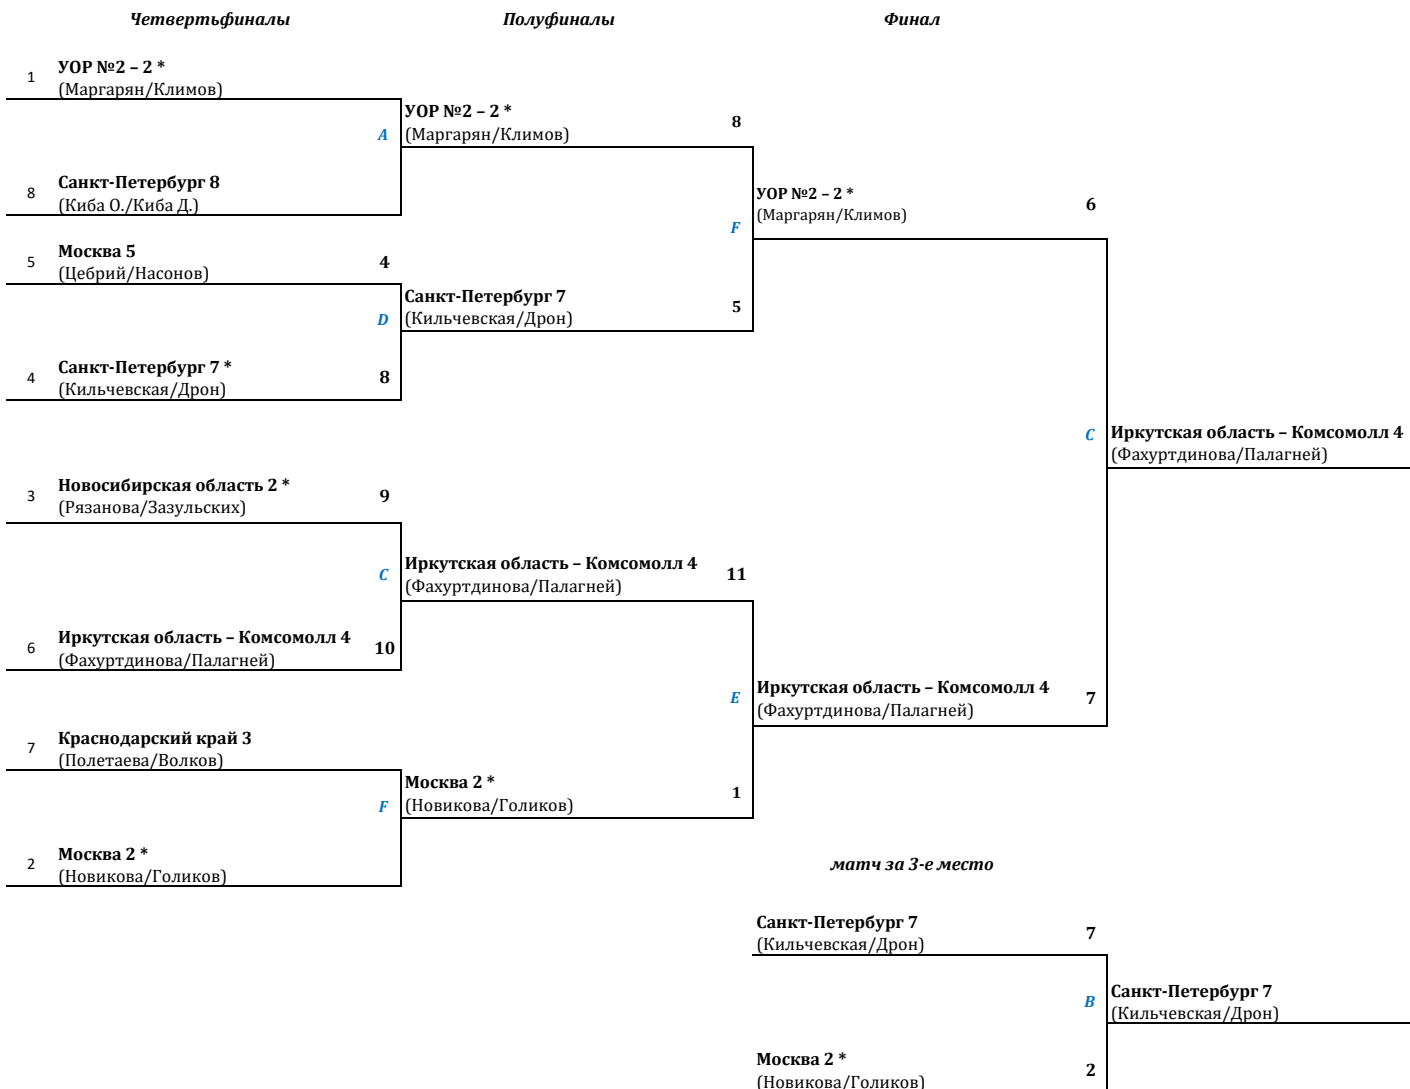 Четвертьфиналы
Полуфиналы
Финал
1
УОР №2 – 2 *
(Маргарян/Климов)
A
УОР №2 – 2 *
(Маргарян/Климов)
8
8
Санкт-Петербург 8
(Киба О./Киба Д.)
УОР №2 – 2 *
(Маргарян/Климов)
6
F
5
Москва 5
(Цебрий/Насонов)
4
D
Санкт-Петербург 7
(Кильчевская/Дрон)
5
4
Санкт-Петербург 7 *
(Кильчевская/Дрон)
8
C
Иркутская область – Комсомолл 4
(Фахуртдинова/Палагней)
3
Новосибирская область 2 *
(Рязанова/Зазульских)
9
C
Иркутская область – Комсомолл 4
(Фахуртдинова/Палагней)
11
6
Иркутская область – Комсомолл 4
(Фахуртдинова/Палагней)
10
E
Иркутская область – Комсомолл 4
(Фахуртдинова/Палагней)
7
7
Краснодарский край 3
(Полетаева/Волков)
F
Москва 2 *
(Новикова/Голиков)
1
2
Москва 2 *
(Новикова/Голиков)
матч за 3-е место
Санкт-Петербург 7
(Кильчевская/Дрон)
7
B
Санкт-Петербург 7
(Кильчевская/Дрон)
Москва 2 *
(Новикова/Голиков)
2